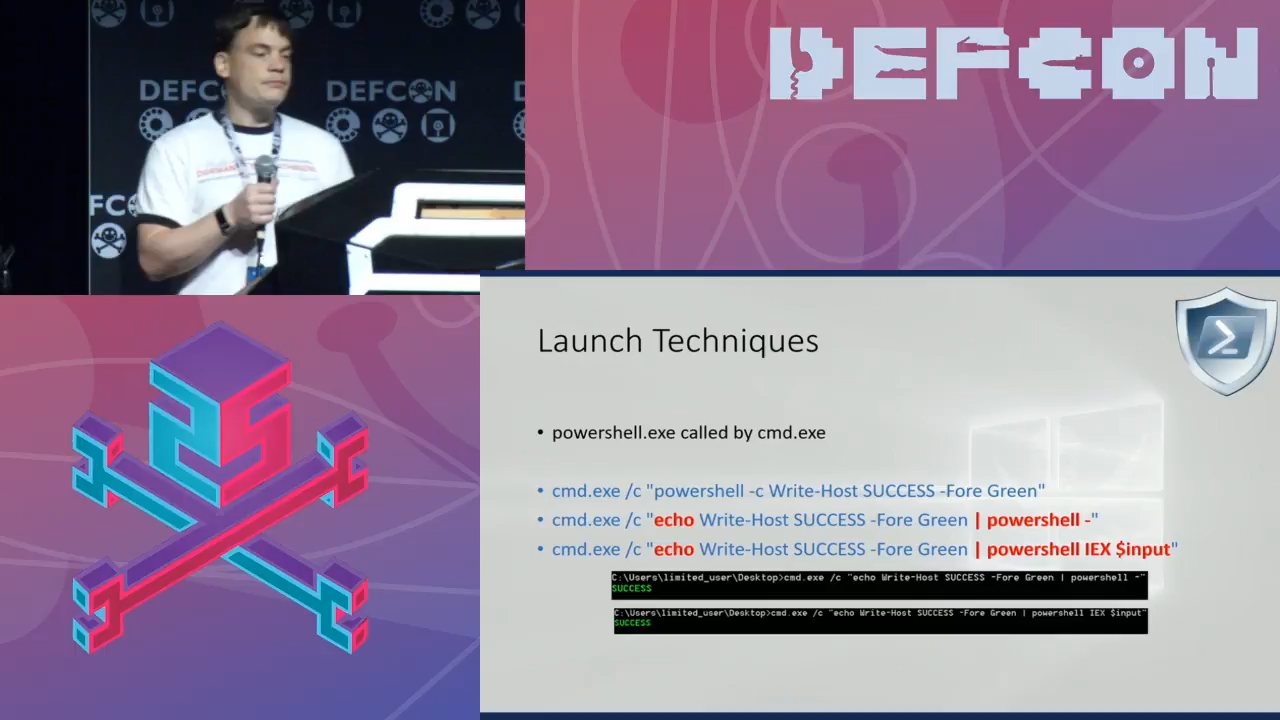 DEFCON
DEFC
DEFCON
D
FC
Launch Techniques
• powershell.exe called by cmd.exe
• cmd.exe /c "powershell -c Write-Host SUCCESS -Fore Green"
• cmd.exe /c "echo Write-Host SUCCESS -Fore Green | powershell -"
• cmd.exe /c "echo Write-Host SUCCESS -Fore Green | powershell IEX $input"
C:\Users\limited_user\Desktop>cmd.exe /c "echo Write-Host SUCCESS -Fore Green | powershell -"
SUCCESS
C:\Users\limited_user\Desktop>cmd.exe /c "echo Write-Host SUCCESS -Fore Green | powershell IEX $input"
SUCCESS